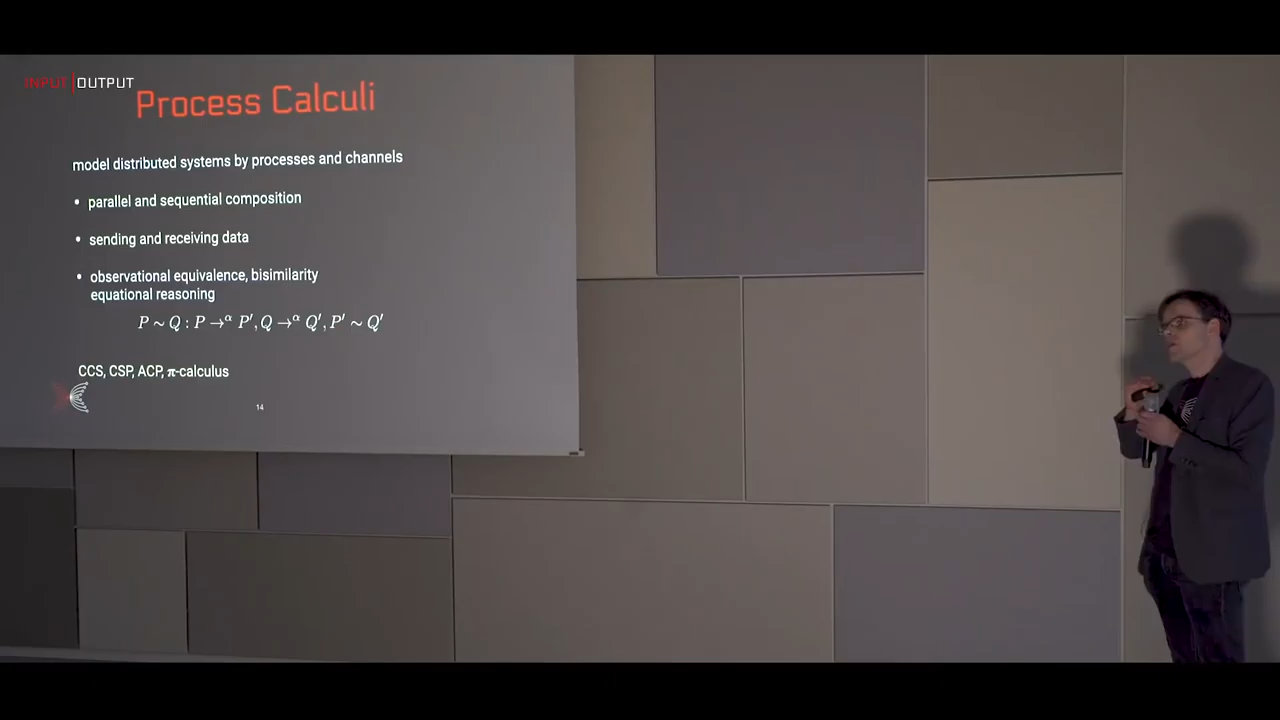 INPUT|OUTPUT
Process Calculi
model distributed systems by processes and channels
• parallel and sequential composition
• sending and receiving data
• observational equivalence, bisimilarity
equational reasoning
P ∼ Q : P →^α P′, Q →^α Q′, P′ ∼ Q′
CCS, CSP, ACP, π-calculus
14